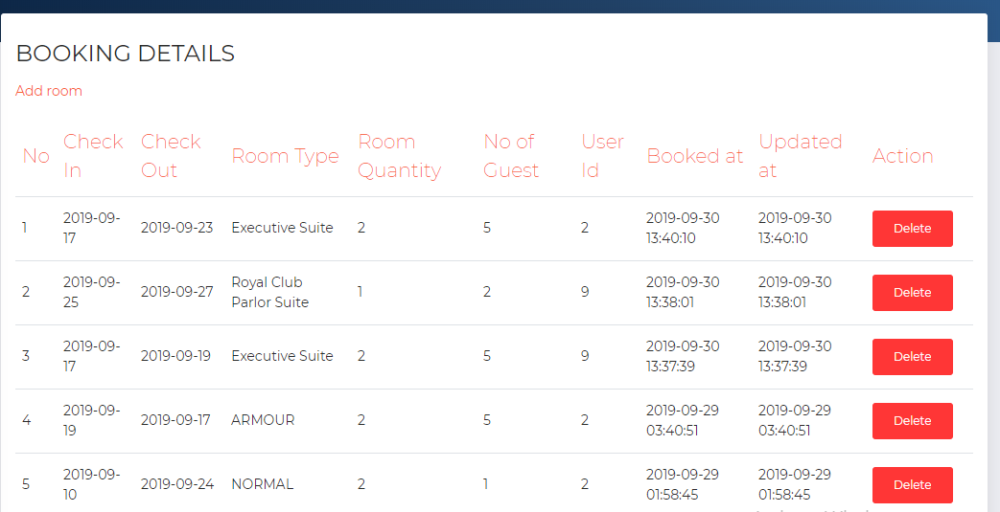 BOOKING DETAILS
Add room
No Check In Check Out Room Type Room Quantity No of Guest User Id Booked at Updated at Action
1 2019-09-17 2019-09-23 Executive Suite 2 5 2 2019-09-30 13:40:10 2019-09-30 13:40:10 Delete
2 2019-09-25 2019-09-27 Royal Club Parlor Suite 1 2 9 2019-09-30 13:38:01 2019-09-30 13:38:01 Delete
3 2019-09-17 2019-09-19 Executive Suite 2 5 9 2019-09-30 13:37:39 2019-09-30 13:37:39 Delete
4 2019-09-19 2019-09-17 ARMOUR 2 5 2 2019-09-29 03:40:51 2019-09-29 03:40:51 Delete
5 2019-09-10 2019-09-24 NORMAL 2 1 2 2019-09-29 01:58:45 2019-09-29 01:58:45 Delete